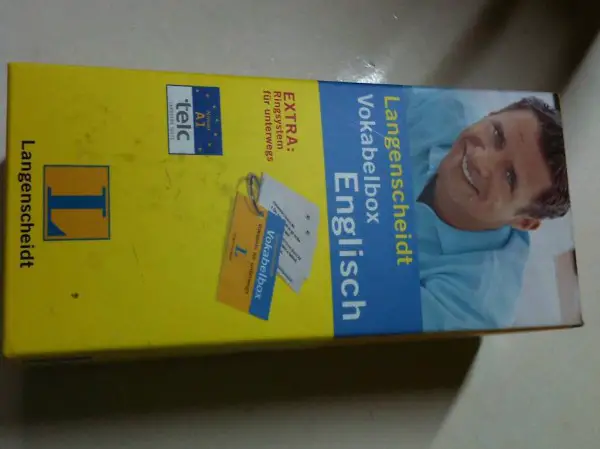 Langenscheidt
Vokabelbox
Englisch
EXTRA:
Ringsystem
für unterwegs
Vokabelbox
L
A1
telc
L
Langenscheidt